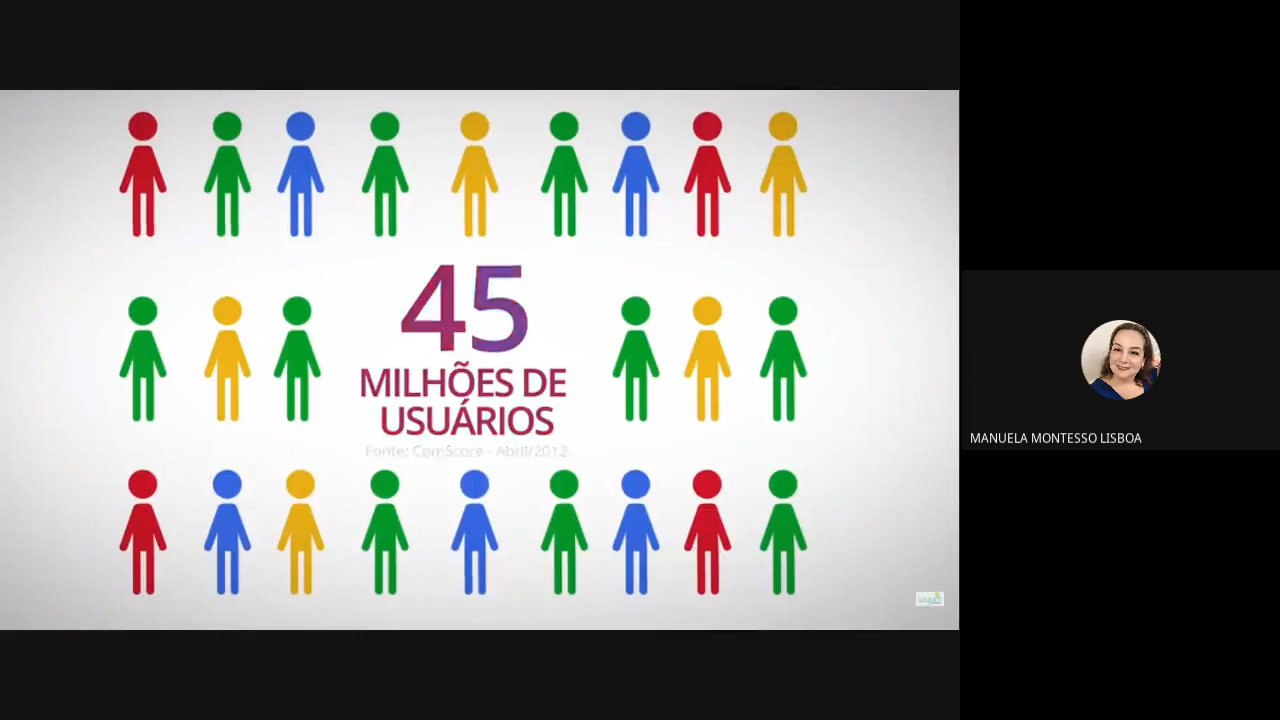 45
MILHÕES DE
USUÁRIOS
Fonte: ComScore - Abril/2012
MANUELA MONTESSO LISBOA